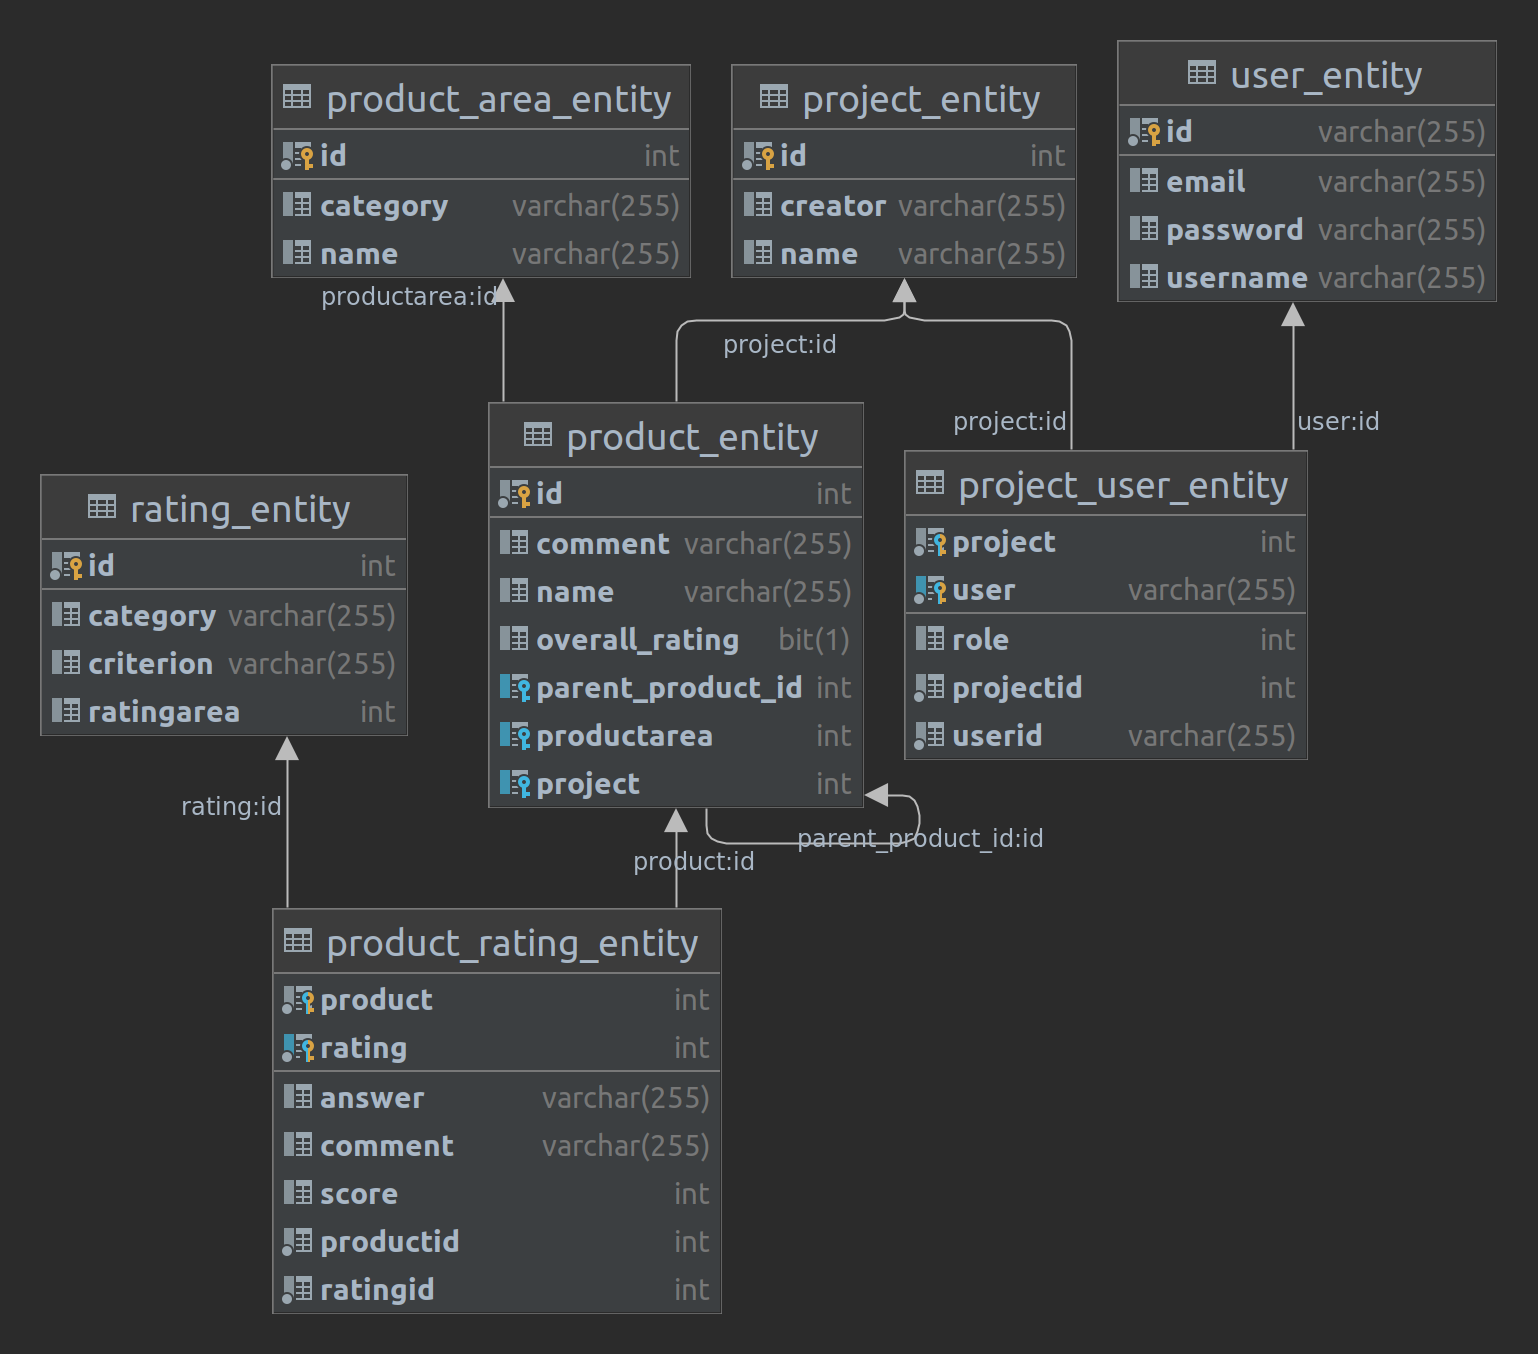 product_area_entity
id int
category varchar(255)
name varchar(255)
project_entity
id int
creator varchar(255)
name varchar(255)
user_entity
id varchar(255)
email varchar(255)
password varchar(255)
username varchar(255)
productarea:id
project:id
project:id
user:id
product_entity
id int
comment varchar(255)
name varchar(255)
overall_rating bit(1)
parent_product_id int
productarea int
project int
project_user_entity
project int
user varchar(255)
role int
projectid int
userid varchar(255)
rating_entity
id int
category varchar(255)
criterion varchar(255)
ratingarea int
rating:id
parent_product_id:id
product:id
product_rating_entity
product int
rating int
answer varchar(255)
comment varchar(255)
score int
productid int
ratingid int